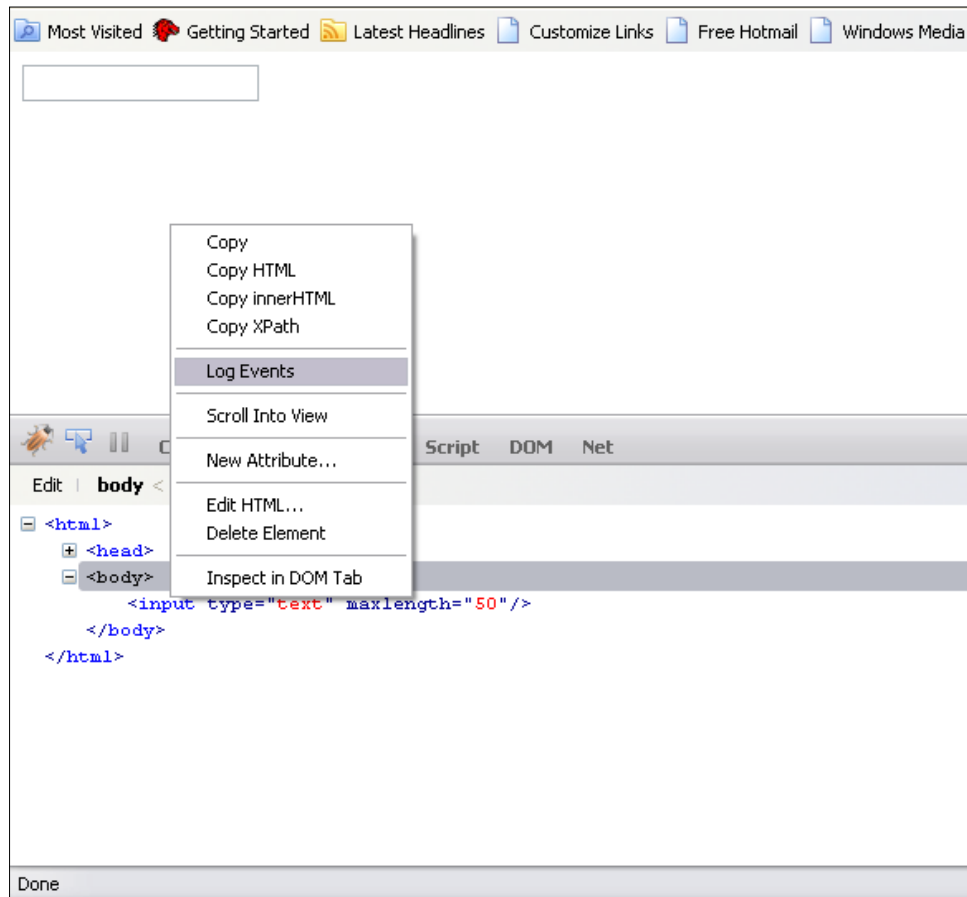 Most Visited Getting Started Latest Headlines Customize Links Free Hotmail Windows Media
Copy
Copy HTML
Copy innerHTML
Copy XPath
Log Events
Scroll Into View
New Attribute...
Edit HTML...
Delete Element
Inspect in DOM Tab
C Script DOM Net
Edit | body <
<html>
<head>
<body>
<input type="text" maxlength="50"/>
</body>
</html>
Done